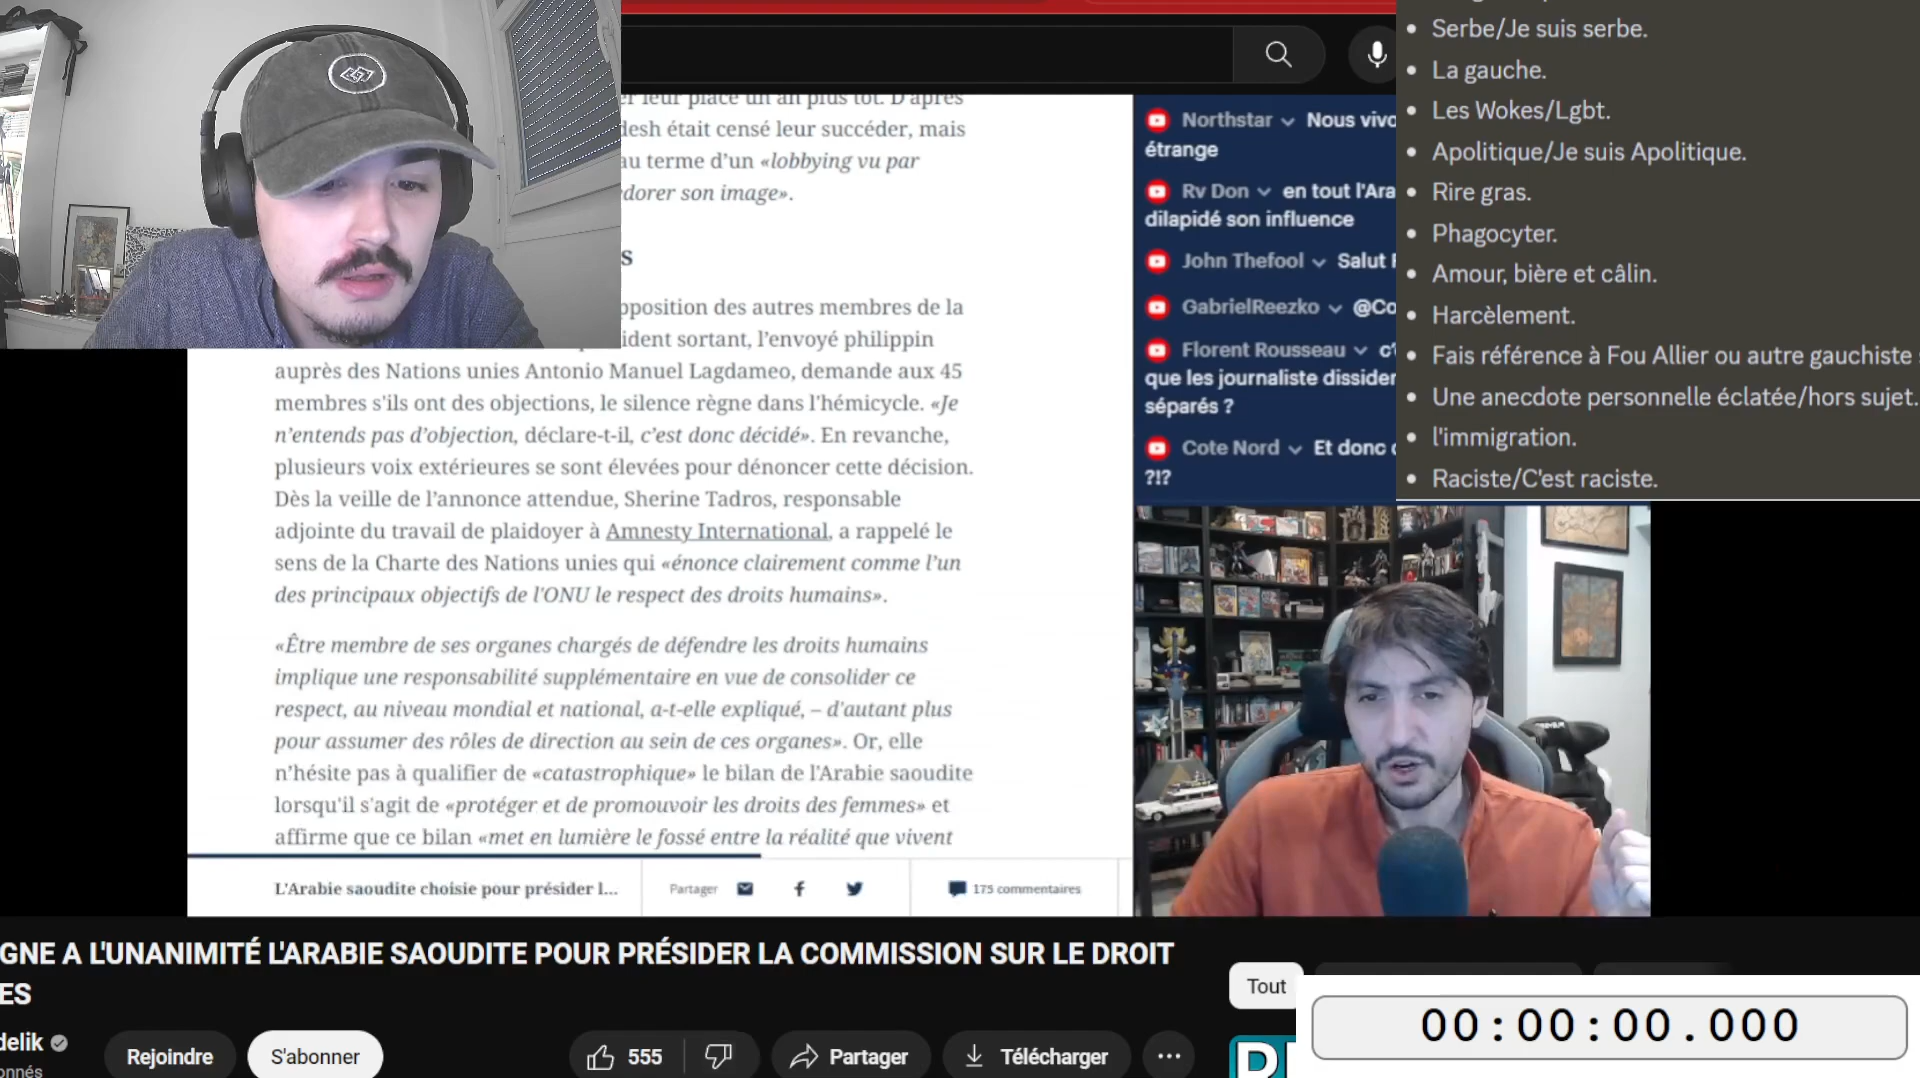 er leur place un an plus tôt. D'après
desh était censé leur succéder, mais
au terme d'un «lobbying vu par
dorer son image».
s
pposition des autres membres de la
ident sortant, l'envoyé philippin
auprès des Nations unies Antonio Manuel Lagdameo, demande aux 45
membres s'ils ont des objections, le silence règne dans l'hémicycle. «Je
n'entends pas d'objection, déclare-t-il, c'est donc décidé». En revanche,
plusieurs voix extérieures se sont élevées pour dénoncer cette décision.
Dès la veille de l'annonce attendue, Sherine Tadros, responsable
adjointe du travail de plaidoyer à Amnesty International, a rappelé le
sens de la Charte des Nations unies qui «énonce clairement comme l'un
des principaux objectifs de l'ONU le respect des droits humains».
«Être membre de ses organes chargés de défendre les droits humains
implique une responsabilité supplémentaire en vue de consolider ce
respect, au niveau mondial et national, a-t-elle expliqué, – d'autant plus
pour assumer des rôles de direction au sein de ces organes». Or, elle
n'hésite pas à qualifier de «catastrophique» le bilan de l'Arabie saoudite
lorsqu'il s'agit de «protéger et de promouvoir les droits des femmes» et
affirme que ce bilan «met en lumière le fossé entre la réalité que vivent
L'Arabie saoudite choisie pour présider l...
Partager
175 commentaires
Northstar Nous vivo
étrange
Rv Don en tout l'Ara
dilapidé son influence
John Thefool Salut
GabrielReezko @Co
Florent Rousseau c'
que les journaliste dissider
séparés ?
Cote Nord Et donc
?!?
Serbe/Je suis serbe.
La gauche.
Les Wokes/Lgbt.
Apolitique/Je suis Apolitique.
Rire gras.
Phagocyter.
Amour, bière et câlin.
Harcèlement.
Fais référence à Fou Allier ou autre gauchiste
Une anecdote personnelle éclatée/hors sujet.
l'immigration.
Raciste/C'est raciste.
GNE A L'UNANIMITÉ L'ARABIE SAOUDITE POUR PRÉSIDER LA COMMISSION SUR LE DROIT
ES
delik
onnés
Rejoindre
S'abonner
555
Partager
Télécharger
Tout
00:00:00.000